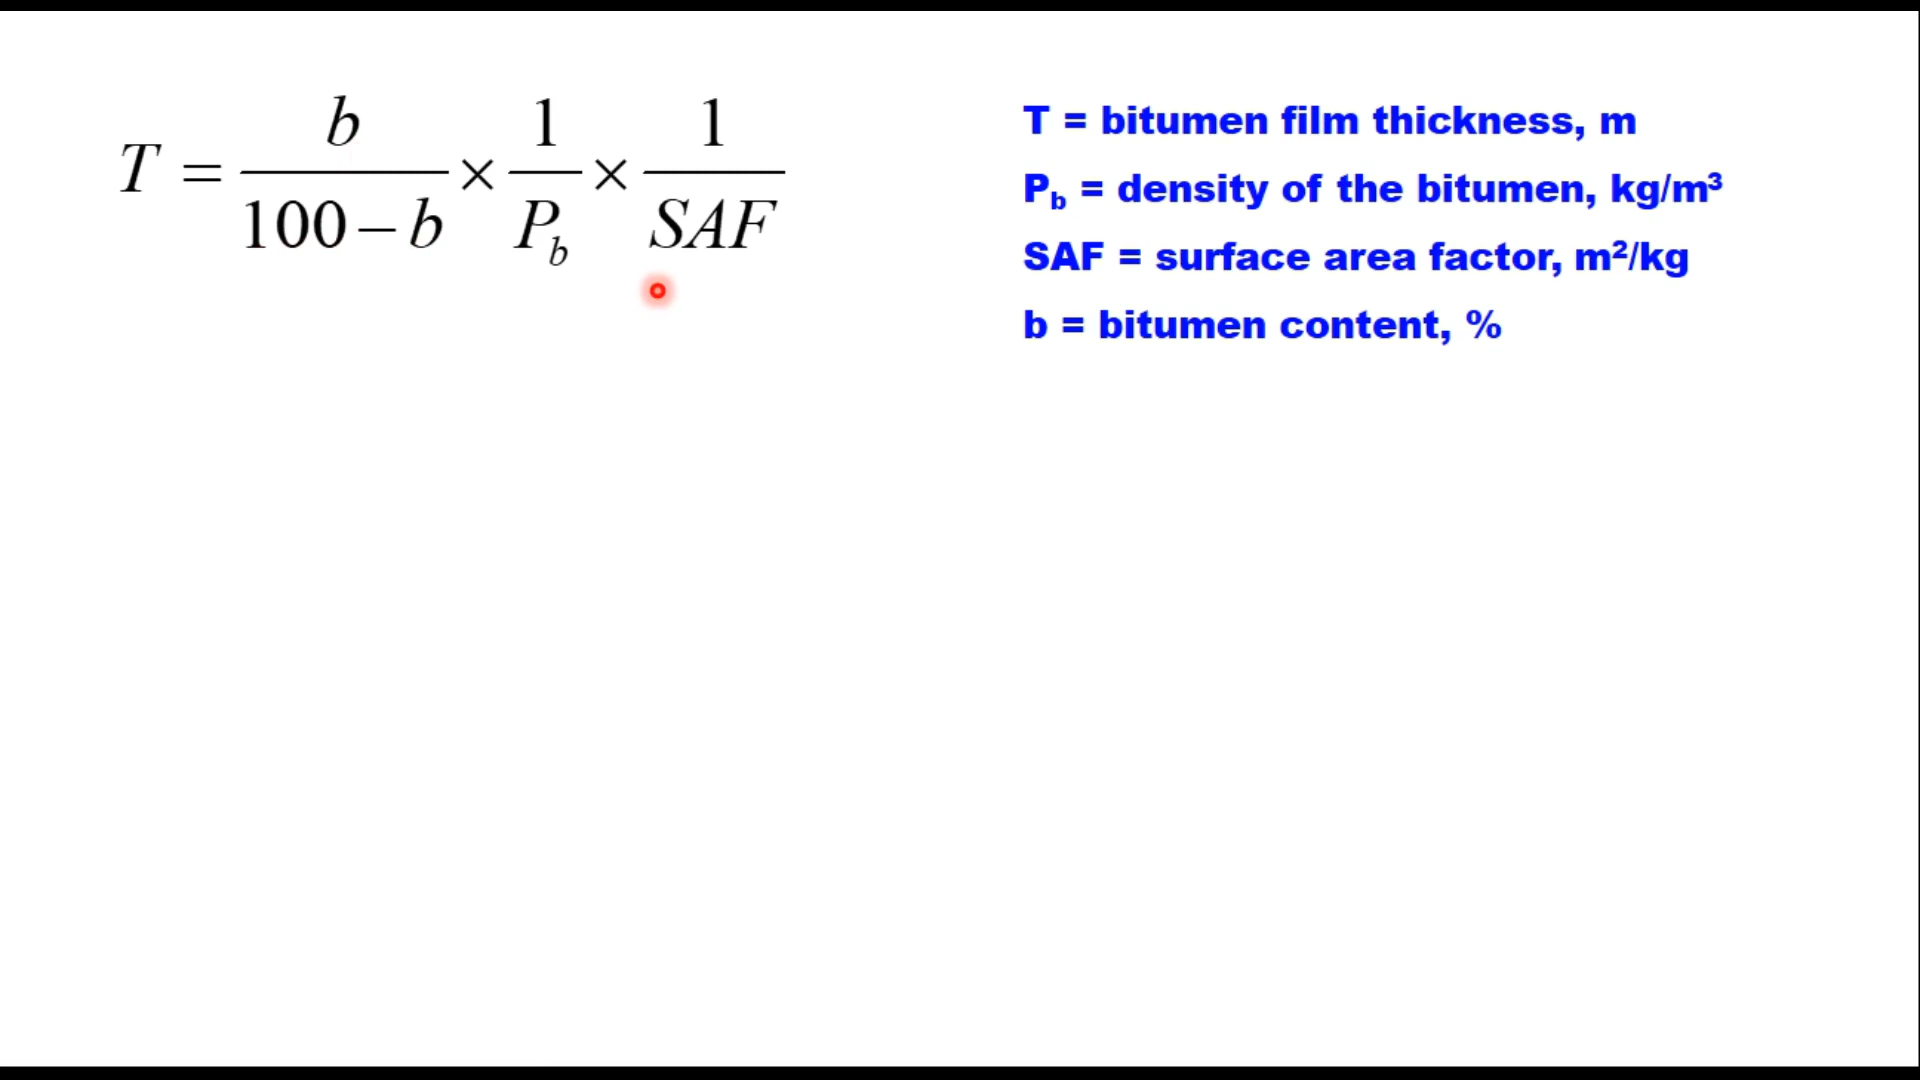 T = b / (100 – b) × 1 / P_b × 1 / SAF
T = bitumen film thickness, m
P_b = density of the bitumen, kg/m³
SAF = surface area factor, m²/kg
b = bitumen content, %